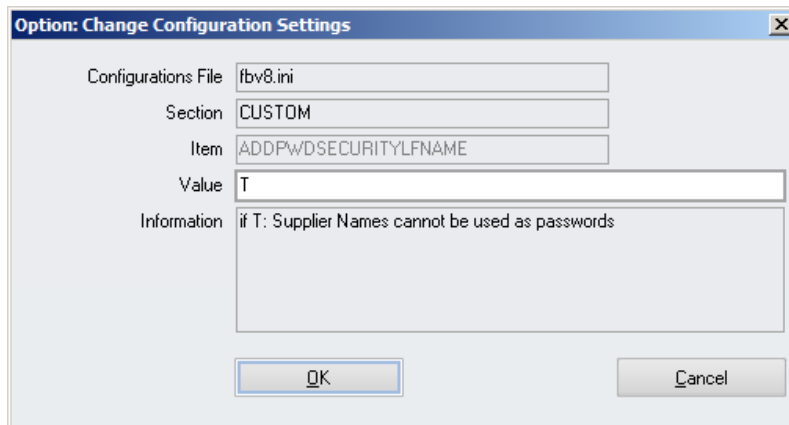 Option: Change Configuration Settings
Configurations File fbv8.ini
Section CUSTOM
Item ADDPWDSECURITYLFNAME
Value T
Information if T: Supplier Names cannot be used as passwords
OK Cancel